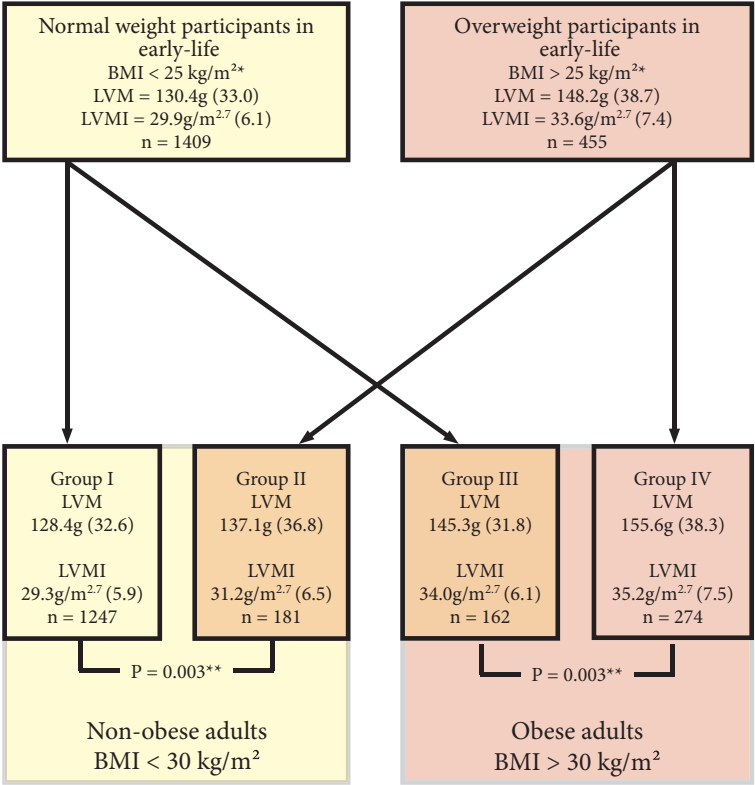 Normal weight participants in
early-life
BMI < 25 kg/m²*
LVM = 130.4g (33.0)
LVMI = 29.9g/m²·⁷ (6.1)
n = 1409
Overweight participants in
early-life
BMI > 25 kg/m²*
LVM = 148.2g (38.7)
LVMI = 33.6g/m²·⁷ (7.4)
n = 455
Group I
LVM
128.4g (32.6)
LVMI
29.3g/m²·⁷ (5.9)
n = 1247
Group II
LVM
137.1g (36.8)
LVMI
31.2g/m²·⁷ (6.5)
n = 181
Group III
LVM
145.3g (31.8)
LVMI
34.0g/m²·⁷ (6.1)
n = 162
Group IV
LVM
155.6g (38.3)
LVMI
35.2g/m²·⁷ (7.5)
n = 274
P = 0.003**
P = 0.003**
Non-obese adults
BMI < 30 kg/m²
Obese adults
BMI > 30 kg/m²